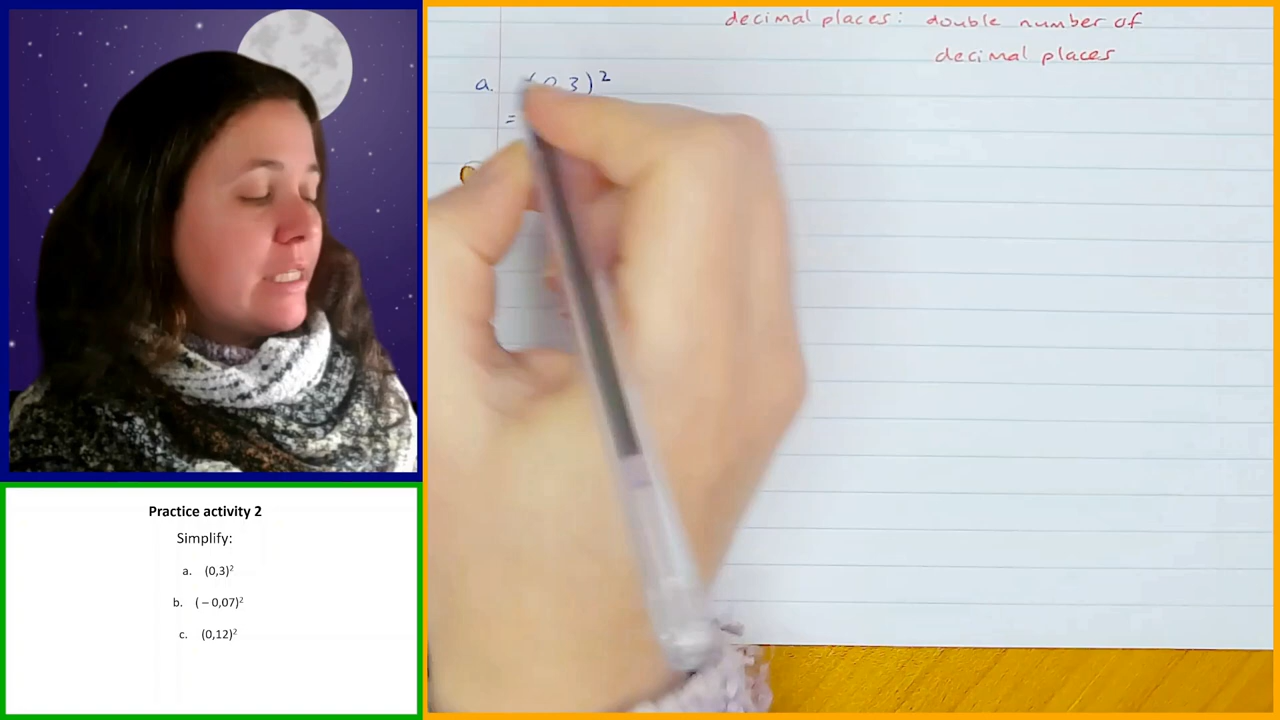 decimal places: double number of
decimal places
a. (0,3)²
=
Practice activity 2
Simplify:
a. (0,3)²
b. (– 0,07)²
c. (0,12)²